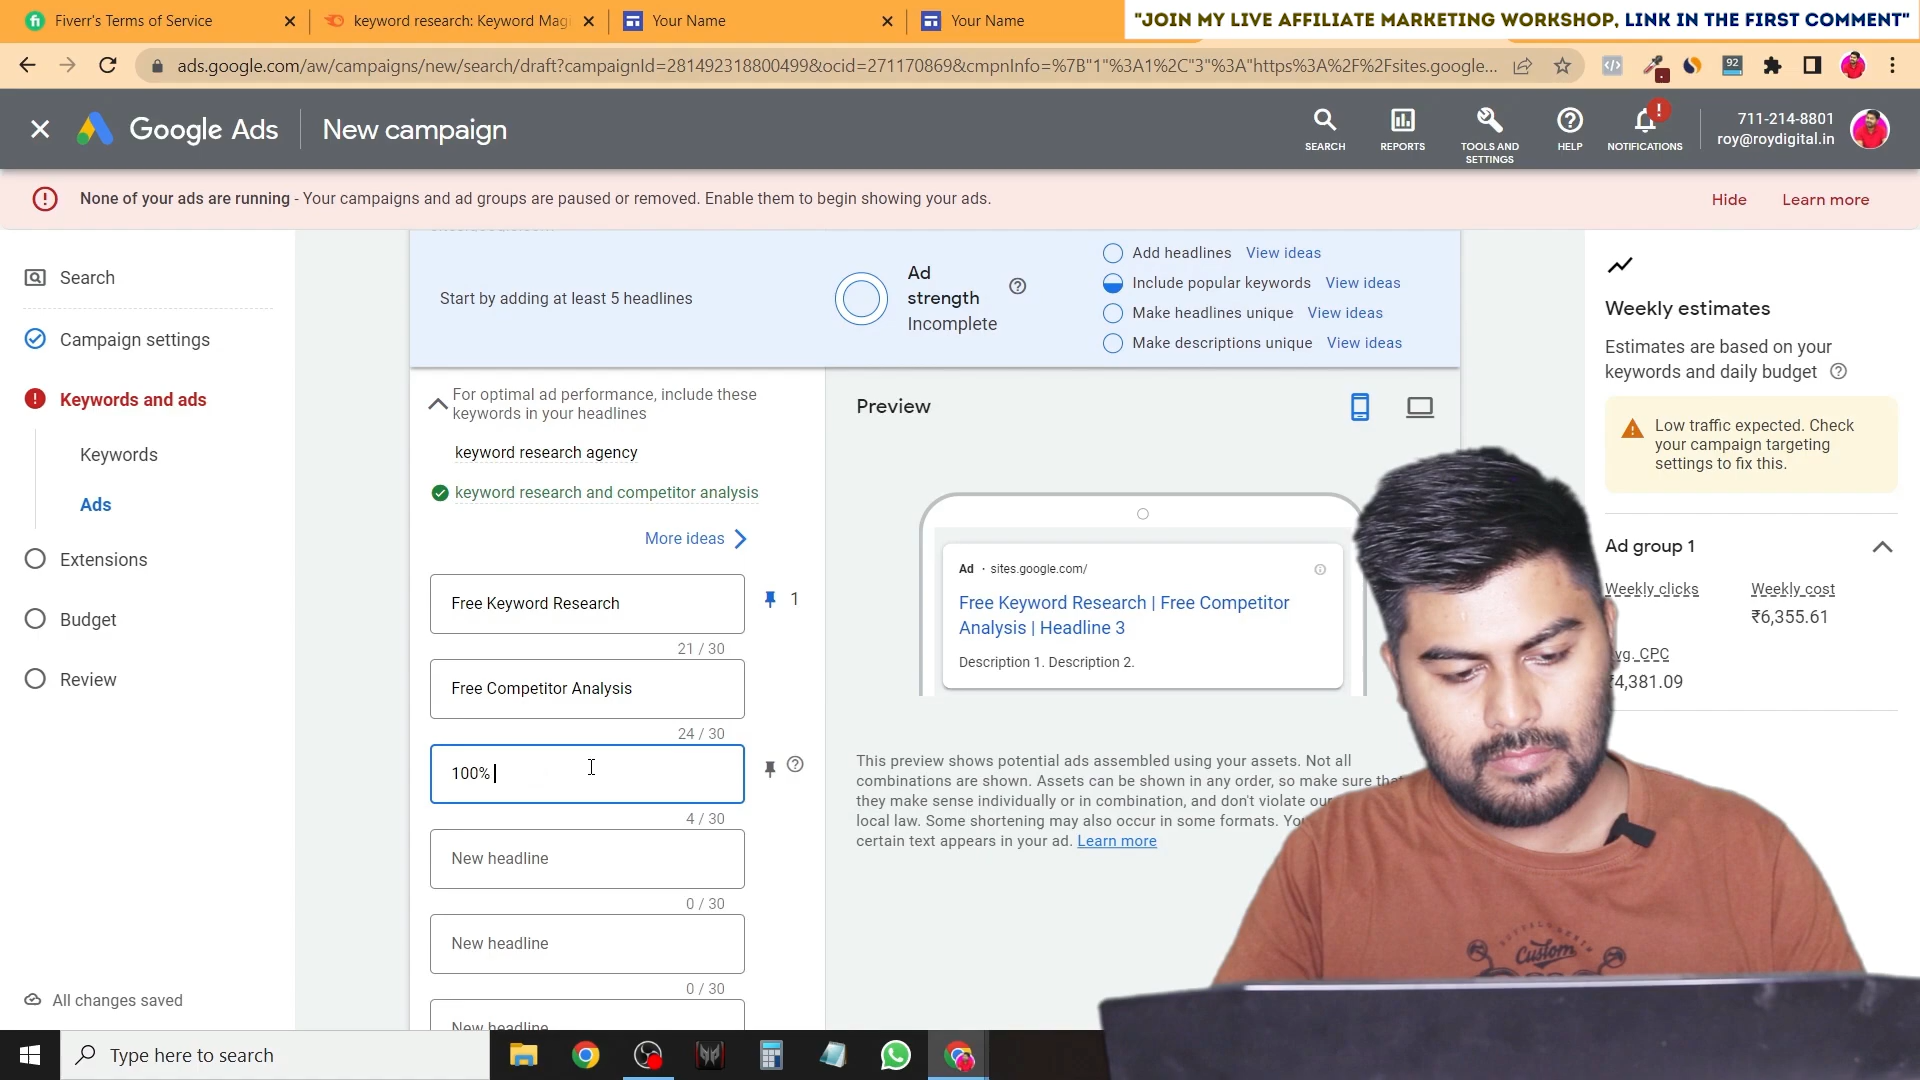 Fiverr's Terms of Service
keyword research: Keyword Magi
Your Name
Your Name
"JOIN MY LIVE AFFILIATE MARKETING WORKSHOP, LINK IN THE FIRST COMMENT"
ads.google.com/aw/campaigns/new/search/draft?campaignId=281492318800499&ocid=271170869&cmpnInfo=%7B"1"%3A1%2C"3"%3A"https%3A%2F%2Fsites.google...
92
Google Ads
New campaign
SEARCH
REPORTS
TOOLS AND
SETTINGS
HELP
NOTIFICATIONS
711-214-8801
roy@roydigital.in
None of your ads are running - Your campaigns and ad groups are paused or removed. Enable them to begin showing your ads.
Hide
Learn more
Search
Campaign settings
Keywords and ads
Keywords
Ads
Extensions
Budget
Review
All changes saved
Start by adding at least 5 headlines
Ad
strength
Incomplete
Add headlines View ideas
Include popular keywords View ideas
Make headlines unique View ideas
Make descriptions unique View ideas
For optimal ad performance, include these
keywords in your headlines
keyword research agency
keyword research and competitor analysis
More ideas
Free Keyword Research
1
21 / 30
Free Competitor Analysis
24 / 30
100%
4 / 30
New headline
0 / 30
New headline
0 / 30
New headline
Preview
Ad · sites.google.com/
Free Keyword Research | Free Competitor
Analysis | Headline 3
Description 1. Description 2.
This preview shows potential ads assembled using your assets. Not all
combinations are shown. Assets can be shown in any order, so make sure that
they make sense individually or in combination, and don't violate our
local law. Some shortening may also occur in some formats.
certain text appears in your ad. Learn more
Weekly estimates
Estimates are based on your
keywords and daily budget
Low traffic expected. Check
your campaign targeting
settings to fix this.
Ad group 1
Weekly clicks
Weekly cost
₹6,355.61
vg. CPC
₹4,381.09
Custom
Type here to search